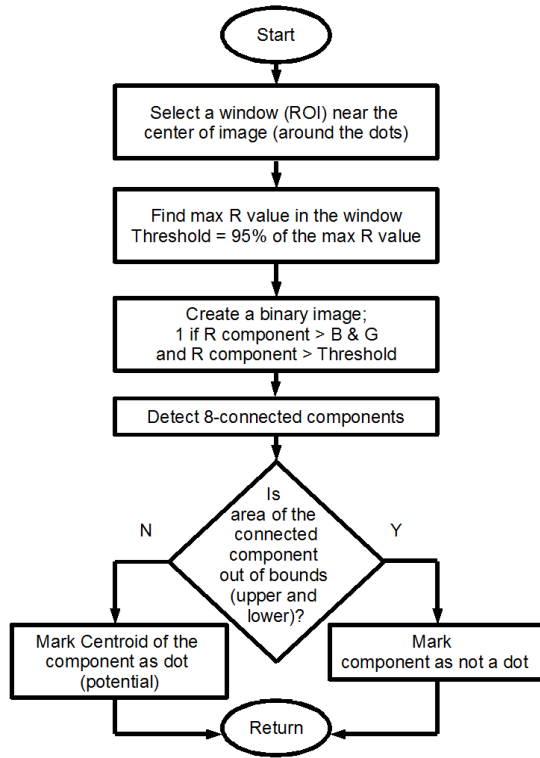 Start
Select a window (ROI) near the
center of image (around the dots)
Find max R value in the window
Threshold = 95% of the max R value
Create a binary image;
1 if R component > B & G
and R component > Threshold
Detect 8-connected components
Is
area of the
connected
component
out of bounds
(upper and
lower)?
N
Y
Mark Centroid of the
component as dot
(potential)
Mark
component as not a dot
Return